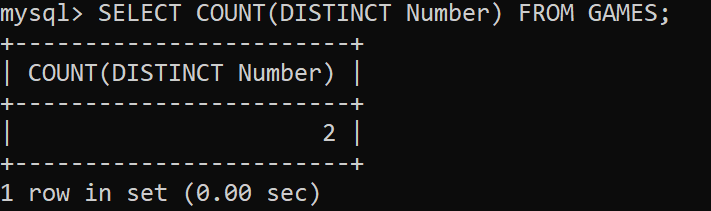 mysql> SELECT COUNT(DISTINCT Number) FROM GAMES;
+------------------------+
| COUNT(DISTINCT Number) |
+------------------------+
|                      2 |
+------------------------+
1 row in set (0.00 sec)